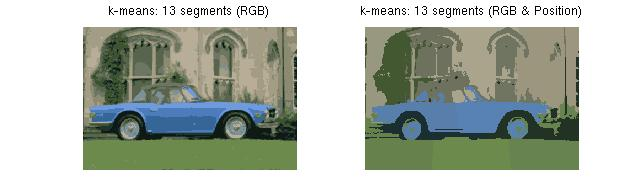 k-means: 13 segments (RGB)
k-means: 13 segments (RGB & Position)